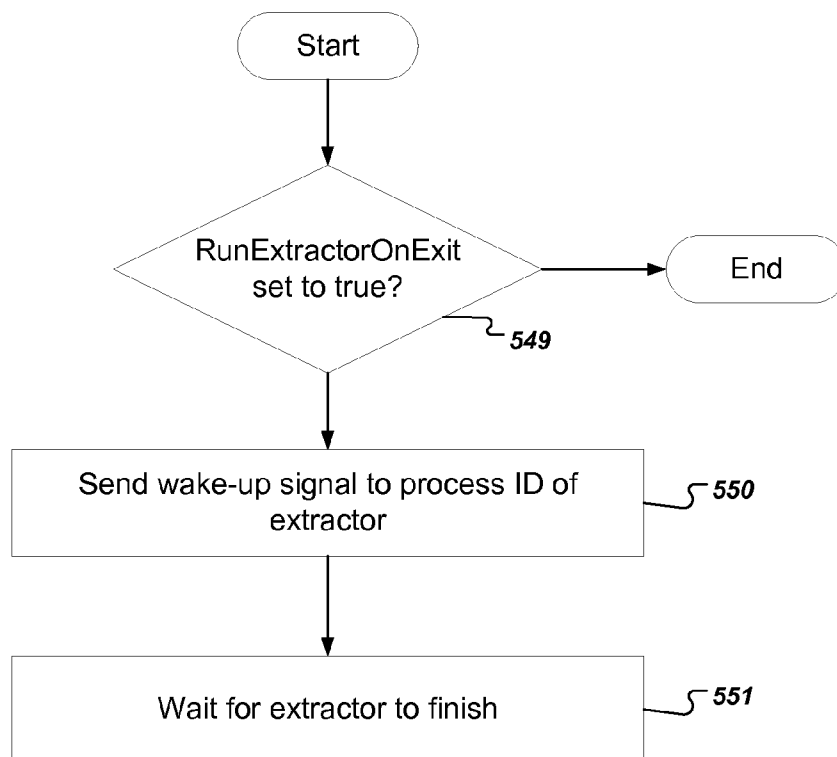 Start
RunExtractorOnExit
set to true?
End
549
Send wake-up signal to process ID of
extractor
550
Wait for extractor to finish
551